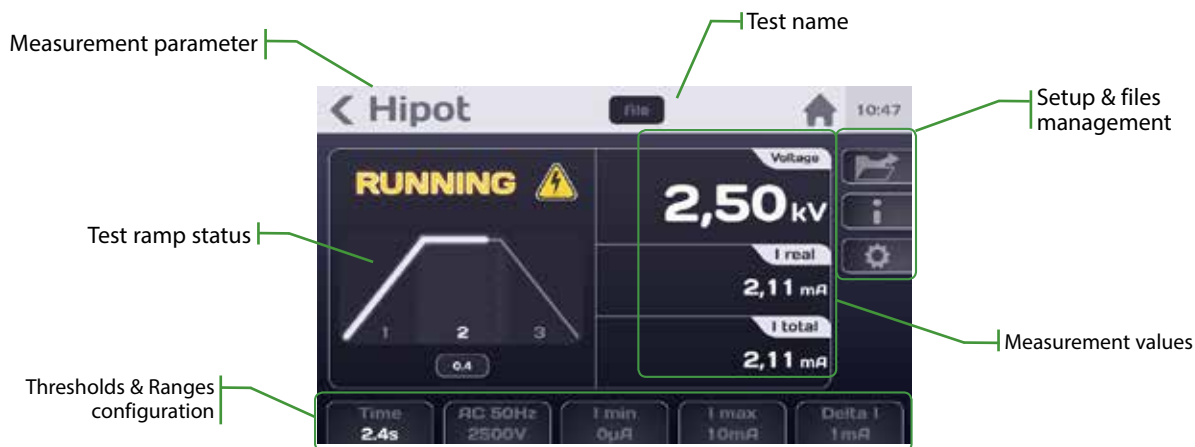 Test name
Measurement parameter
Setup & files
management
Hipot
file
10:47
RUNNING
Voltage
2,50 kV
Test ramp status
I real
2,11 mA
1 2 3
I total
0.4
2,11 mA
Measurement values
Thresholds & Ranges
configuration
Time
2.4s
AC 50Hz
2500V
I min
0µA
I max
10mA
Delta I
1mA